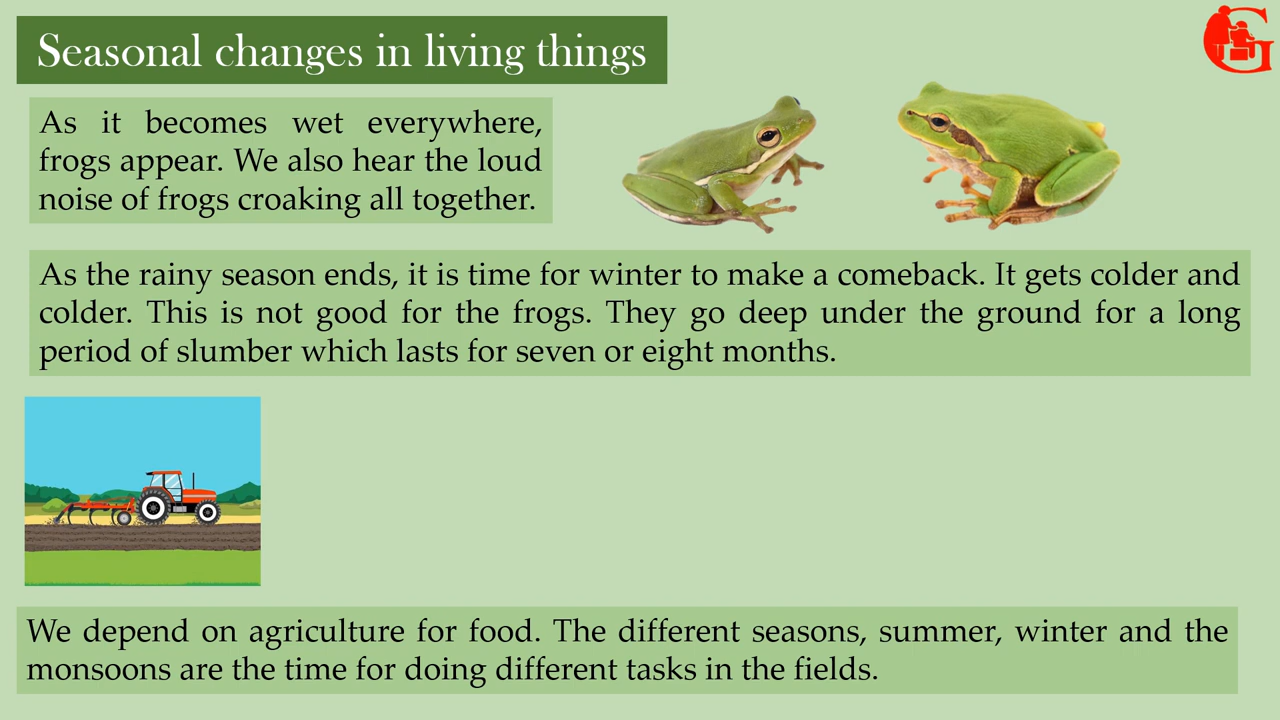 Seasonal changes in living things
As it becomes wet everywhere,
frogs appear. We also hear the loud
noise of frogs croaking all together.
As the rainy season ends, it is time for winter to make a comeback. It gets colder and
colder. This is not good for the frogs. They go deep under the ground for a long
period of slumber which lasts for seven or eight months.
We depend on agriculture for food. The different seasons, summer, winter and the
monsoons are the time for doing different tasks in the fields.